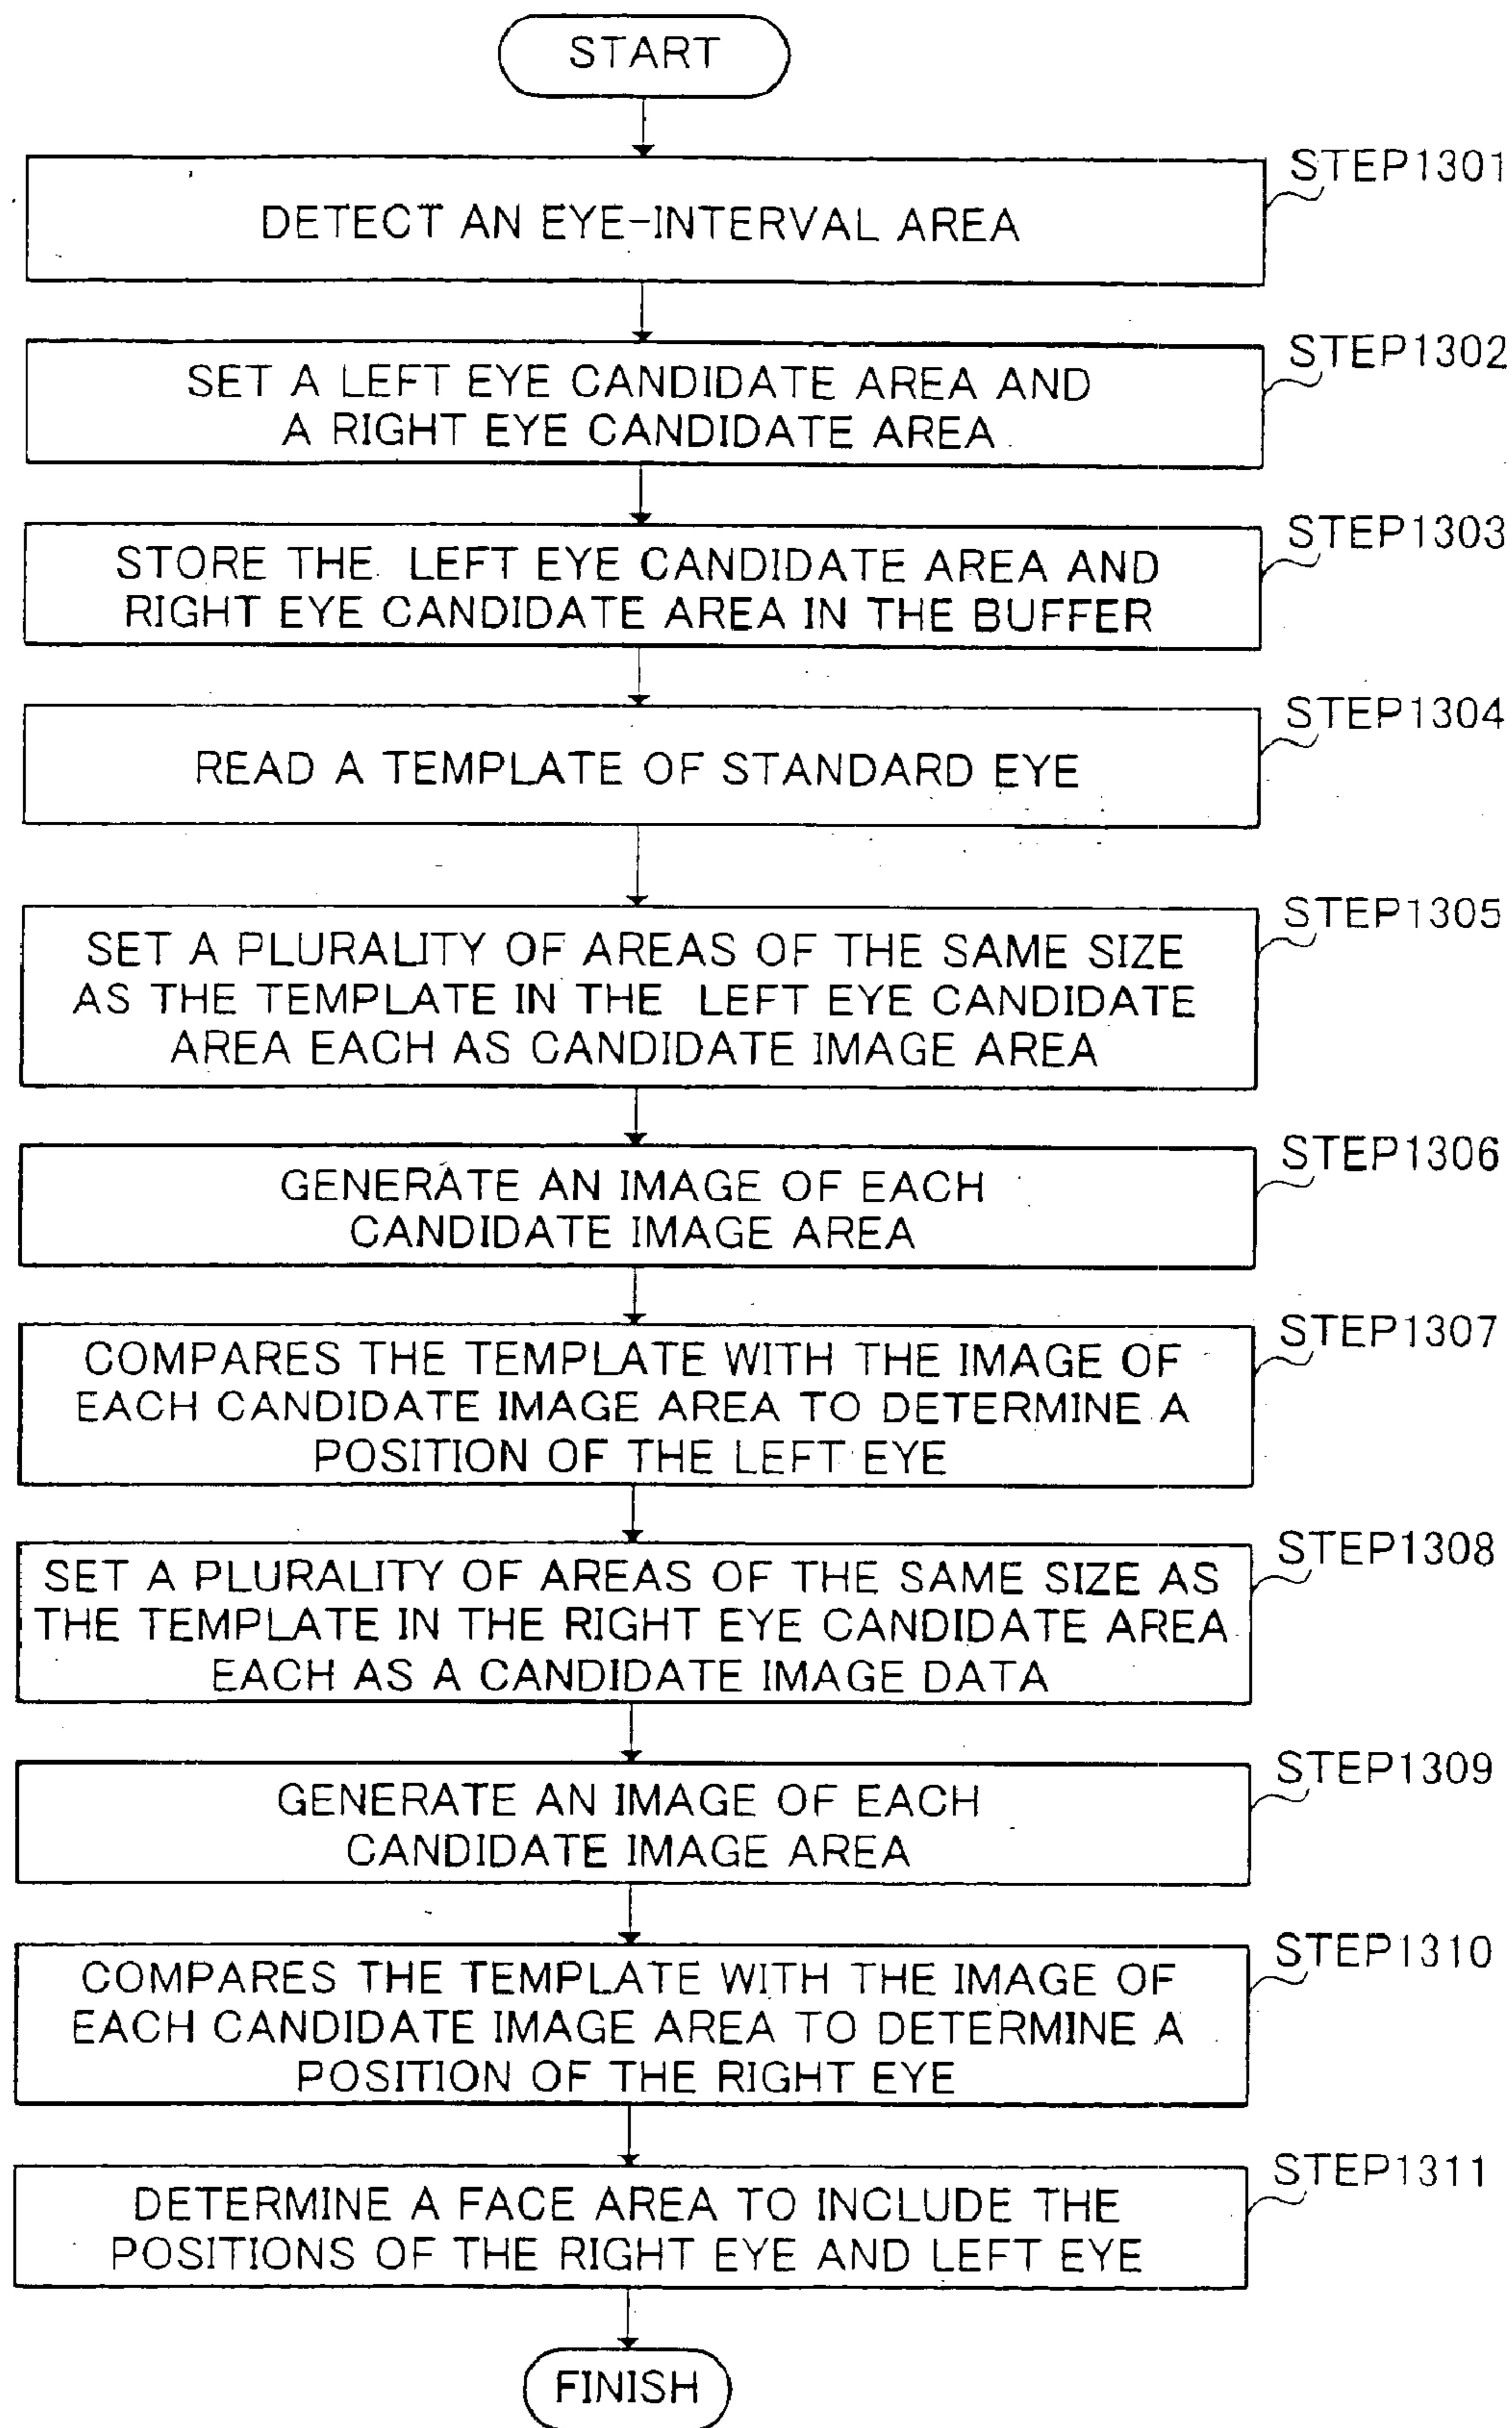 START
STEP1301
DETECT AN EYE-INTERVAL AREA
STEP1302
SET A LEFT EYE CANDIDATE AREA AND
A RIGHT EYE CANDIDATE AREA
STEP1303
STORE THE LEFT EYE CANDIDATE AREA AND
RIGHT EYE CANDIDATE AREA IN THE BUFFER
STEP1304
READ A TEMPLATE OF STANDARD EYE
STEP1305
SET A PLURALITY OF AREAS OF THE SAME SIZE
AS THE TEMPLATE IN THE LEFT EYE CANDIDATE
AREA EACH AS CANDIDATE IMAGE AREA
STEP1306
GENERATE AN IMAGE OF EACH
CANDIDATE IMAGE AREA
STEP1307
COMPARES THE TEMPLATE WITH THE IMAGE OF
EACH CANDIDATE IMAGE AREA TO DETERMINE A
POSITION OF THE LEFT EYE
STEP1308
SET A PLURALITY OF AREAS OF THE SAME SIZE AS
THE TEMPLATE IN THE RIGHT EYE CANDIDATE AREA
EACH AS A CANDIDATE IMAGE DATA
STEP1309
GENERATE AN IMAGE OF EACH
CANDIDATE IMAGE AREA
STEP1310
COMPARES THE TEMPLATE WITH THE IMAGE OF
EACH CANDIDATE IMAGE AREA TO DETERMINE A
POSITION OF THE RIGHT EYE
STEP1311
DETERMINE A FACE AREA TO INCLUDE THE
POSITIONS OF THE RIGHT EYE AND LEFT EYE
FINISH